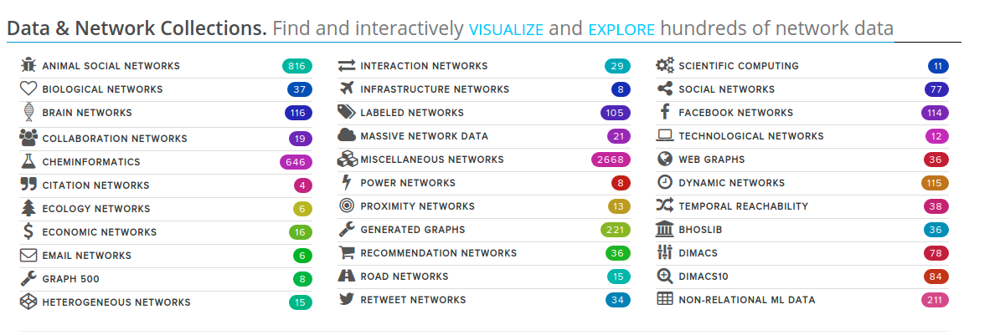 Data & Network Collections. Find and interactively VISUALIZE and EXPLORE hundreds of network data
ANIMAL SOCIAL NETWORKS 816
BIOLOGICAL NETWORKS 37
BRAIN NETWORKS 116
COLLABORATION NETWORKS 19
CHEMINFORMATICS 646
CITATION NETWORKS 4
ECOLOGY NETWORKS 6
ECONOMIC NETWORKS 16
EMAIL NETWORKS 6
GRAPH 500 8
HETEROGENEOUS NETWORKS 15
INTERACTION NETWORKS 29
INFRASTRUCTURE NETWORKS 8
LABELED NETWORKS 105
MASSIVE NETWORK DATA 21
MISCELLANEOUS NETWORKS 2668
POWER NETWORKS 8
PROXIMITY NETWORKS 13
GENERATED GRAPHS 221
RECOMMENDATION NETWORKS 36
ROAD NETWORKS 15
RETWEET NETWORKS 34
SCIENTIFIC COMPUTING 11
SOCIAL NETWORKS 77
FACEBOOK NETWORKS 114
TECHNOLOGICAL NETWORKS 12
WEB GRAPHS 36
DYNAMIC NETWORKS 115
TEMPORAL REACHABILITY 38
BHOSLIB 36
DIMACS 78
DIMACS10 84
NON-RELATIONAL ML DATA 211